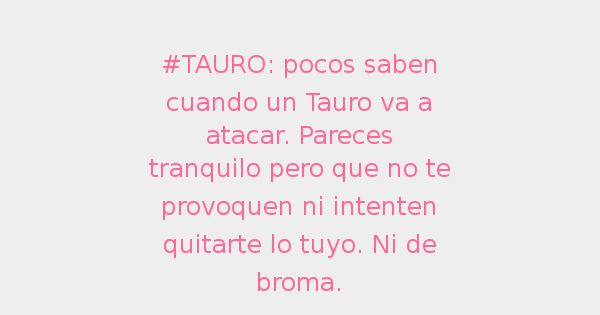 #TAURO: pocos saben
cuando un Tauro va a
atacar. Pareces
tranquilo pero que no te
provoquen ni intenten
quitarte lo tuyo. Ni de
broma.